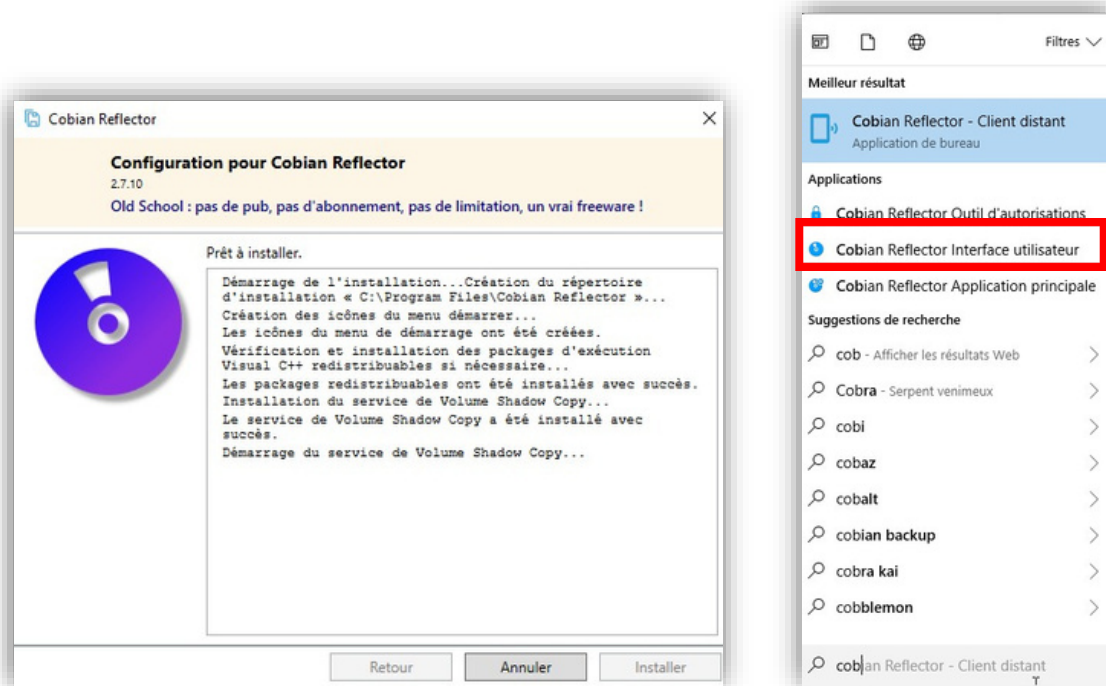 Cobian Reflector
Configuration pour Cobian Reflector
2.7.10
Old School : pas de pub, pas d'abonnement, pas de limitation, un vrai freeware !
Prêt à installer.
Démarrage de l'installation...Création du répertoire
d'installation « C:\Program Files\Cobian Reflector »...
Création des icônes du menu démarrer...
Les icônes du menu de démarrage ont été créées.
Vérification et installation des packages d'exécution
Visual C++ redistribuables si nécessaire...
Les packages redistribuables ont été installés avec succès.
Installation du service de Volume Shadow Copy...
Le service de Volume Shadow Copy a été installé avec
succès.
Démarrage du service de Volume Shadow Copy...
Retour
Annuler
Installer
Filtres
Meilleur résultat
Cobian Reflector - Client distant
Application de bureau
Applications
Cobian Reflector Outil d'autorisations
Cobian Reflector Interface utilisateur
Cobian Reflector Application principale
Suggestions de recherche
cob - Afficher les résultats Web
Cobra - Serpent venimeux
cobi
cobaz
cobalt
cobian backup
cobra kai
cobblemon
cobian Reflector - Client distant